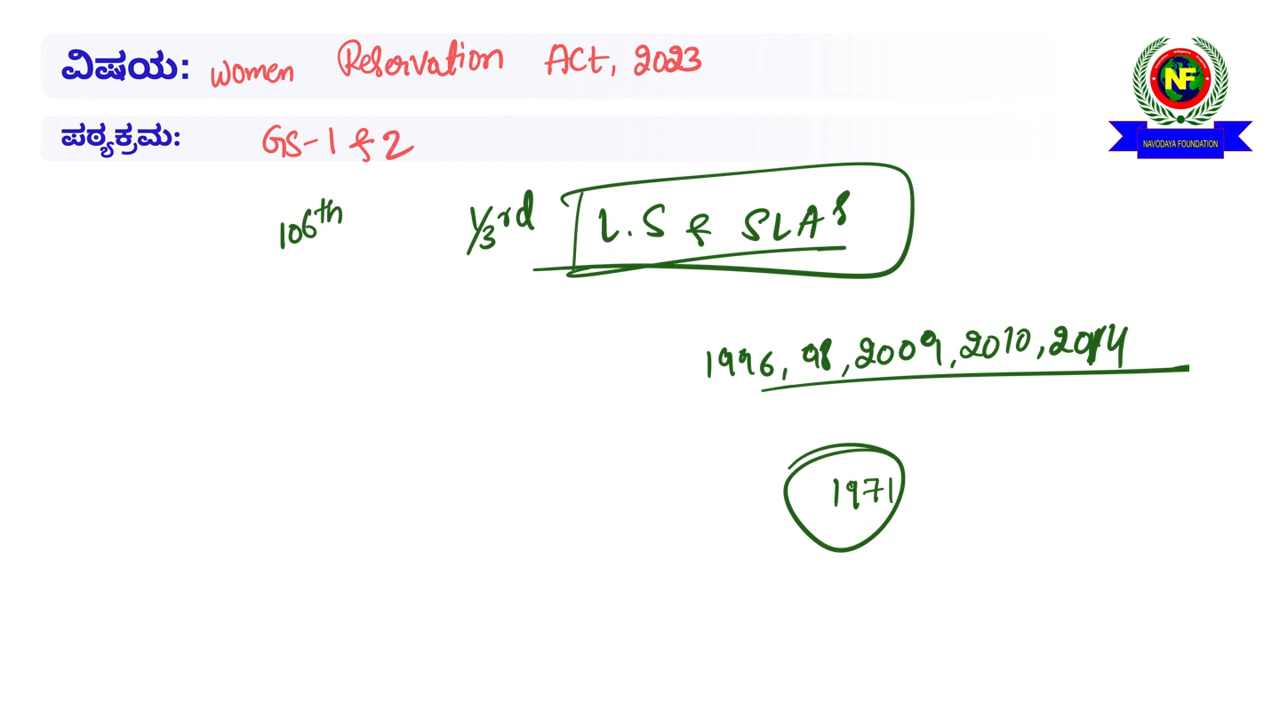 ವಿಷಯ: Women Reservation Act, 2023
NF
NAVODAYA FOUNDATION
ಪಠ್ಯಕ್ರಮ: GS-1 & 2
106th 1/3rd L.S & SLAs
1996, 98, 2009, 2010, 2014
1971